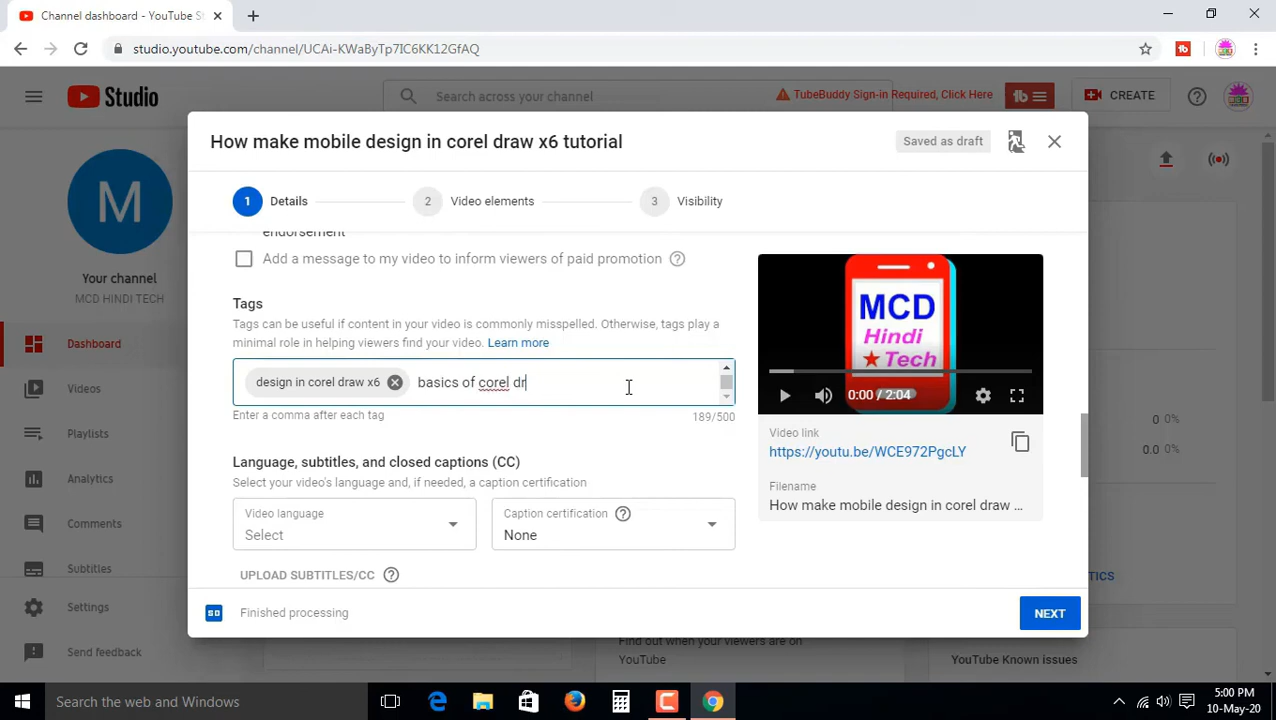 Channel dashboard - YouTube St
studio.youtube.com/channel/UCAi-KWaByTp7IC6KK12GfAQ
Studio
Search across your channel
TubeBuddy Sign-in Required, Click Here
CREATE
M
Your channel
MCD HINDI TECH
Dashboard
Videos
Playlists
Analytics
Comments
Subtitles
Settings
Send feedback
How make mobile design in corel draw x6 tutorial
Saved as draft
1 Details
2 Video elements
3 Visibility
endorsement
Add a message to my video to inform viewers of paid promotion
Tags
Tags can be useful if content in your video is commonly misspelled. Otherwise, tags play a
minimal role in helping viewers find your video. Learn more
design in corel draw x6 basics of corel dr
Enter a comma after each tag 189/500
Language, subtitles, and closed captions (CC)
Select your video's language and, if needed, a caption certification
Video language
Select
Caption certification
None
UPLOAD SUBTITLES/CC
MCD
Hindi
Tech
0:00 / 2:04
Video link
https://youtu.be/WCE972PgcLY
Filename
How make mobile design in corel draw …
SD Finished processing
NEXT
0 0%
0.0 0%
TICS
Find out when your viewers are on
YouTube
YouTube Known issues
Search the web and Windows
5:00 PM
10-May-20